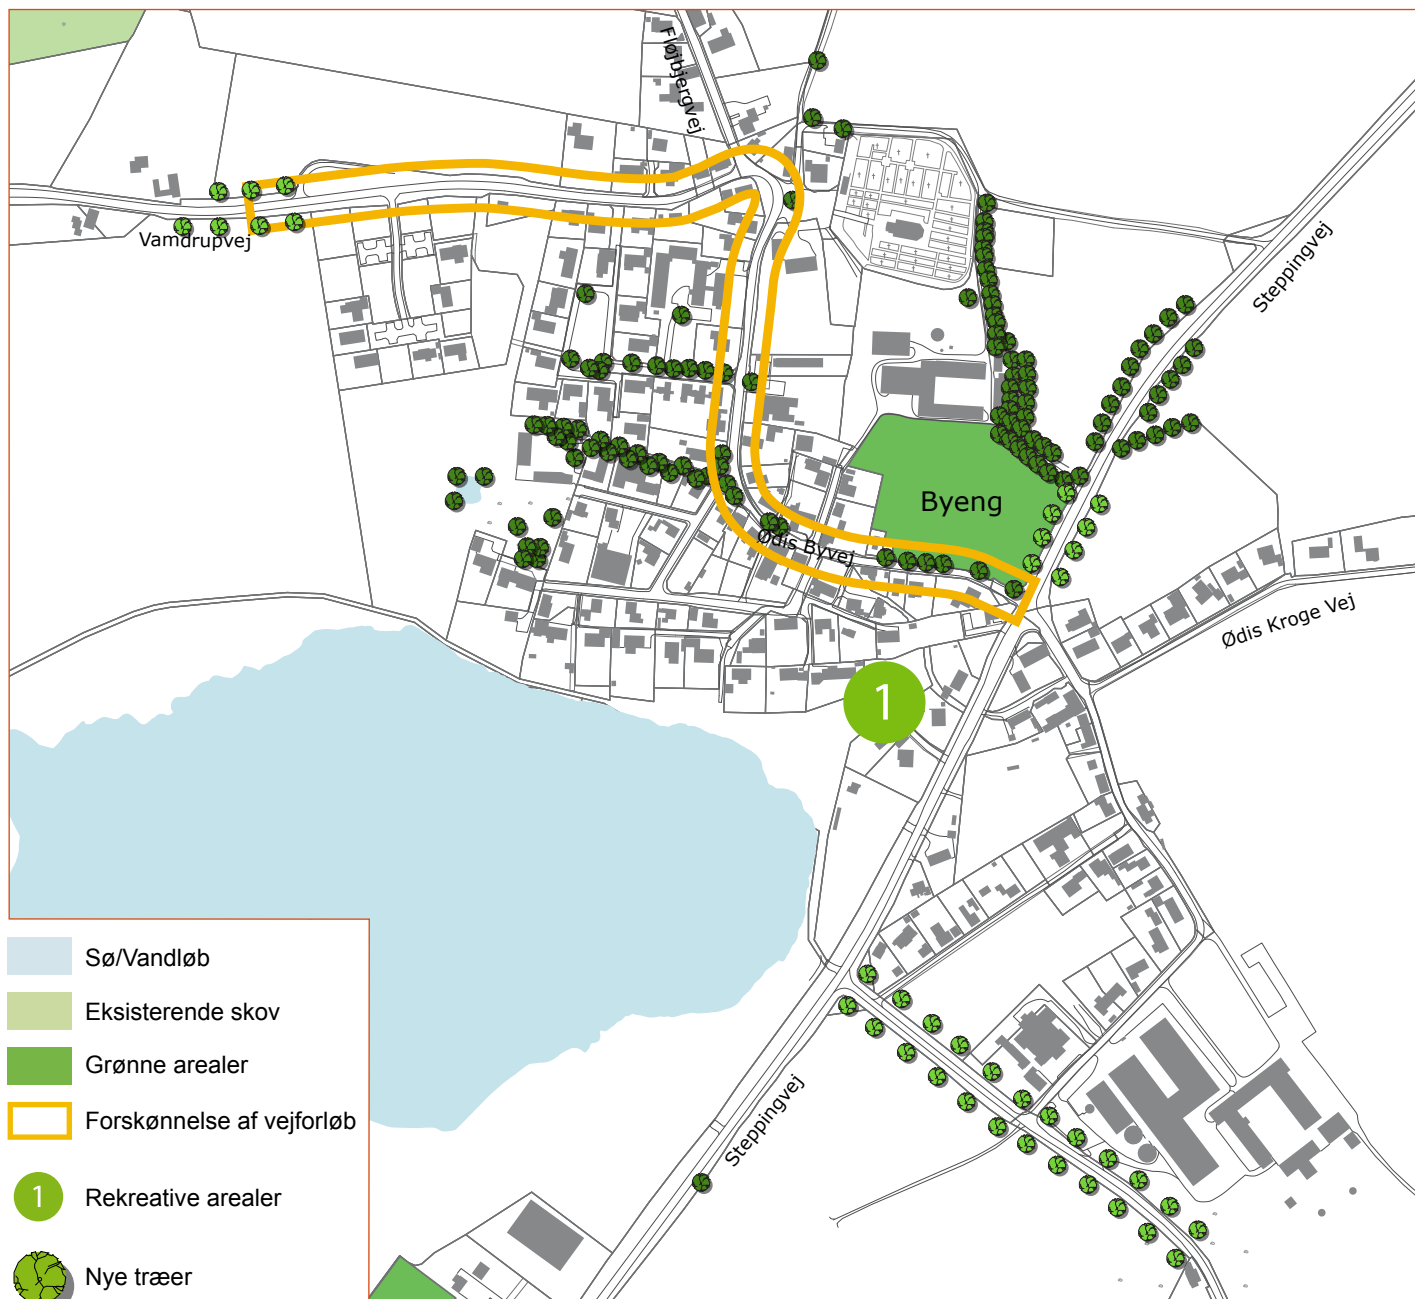 Fløjbjergvej
Steppingvej
Vamdrupvej
Byeng
Ødis Byvej
Ødis Kroge Vej
1
Steppingvej
Sø/Vandløb
Eksisterende skov
Grønne arealer
Forskønnelse af vejforløb
1 Rekreative arealer
Nye træer